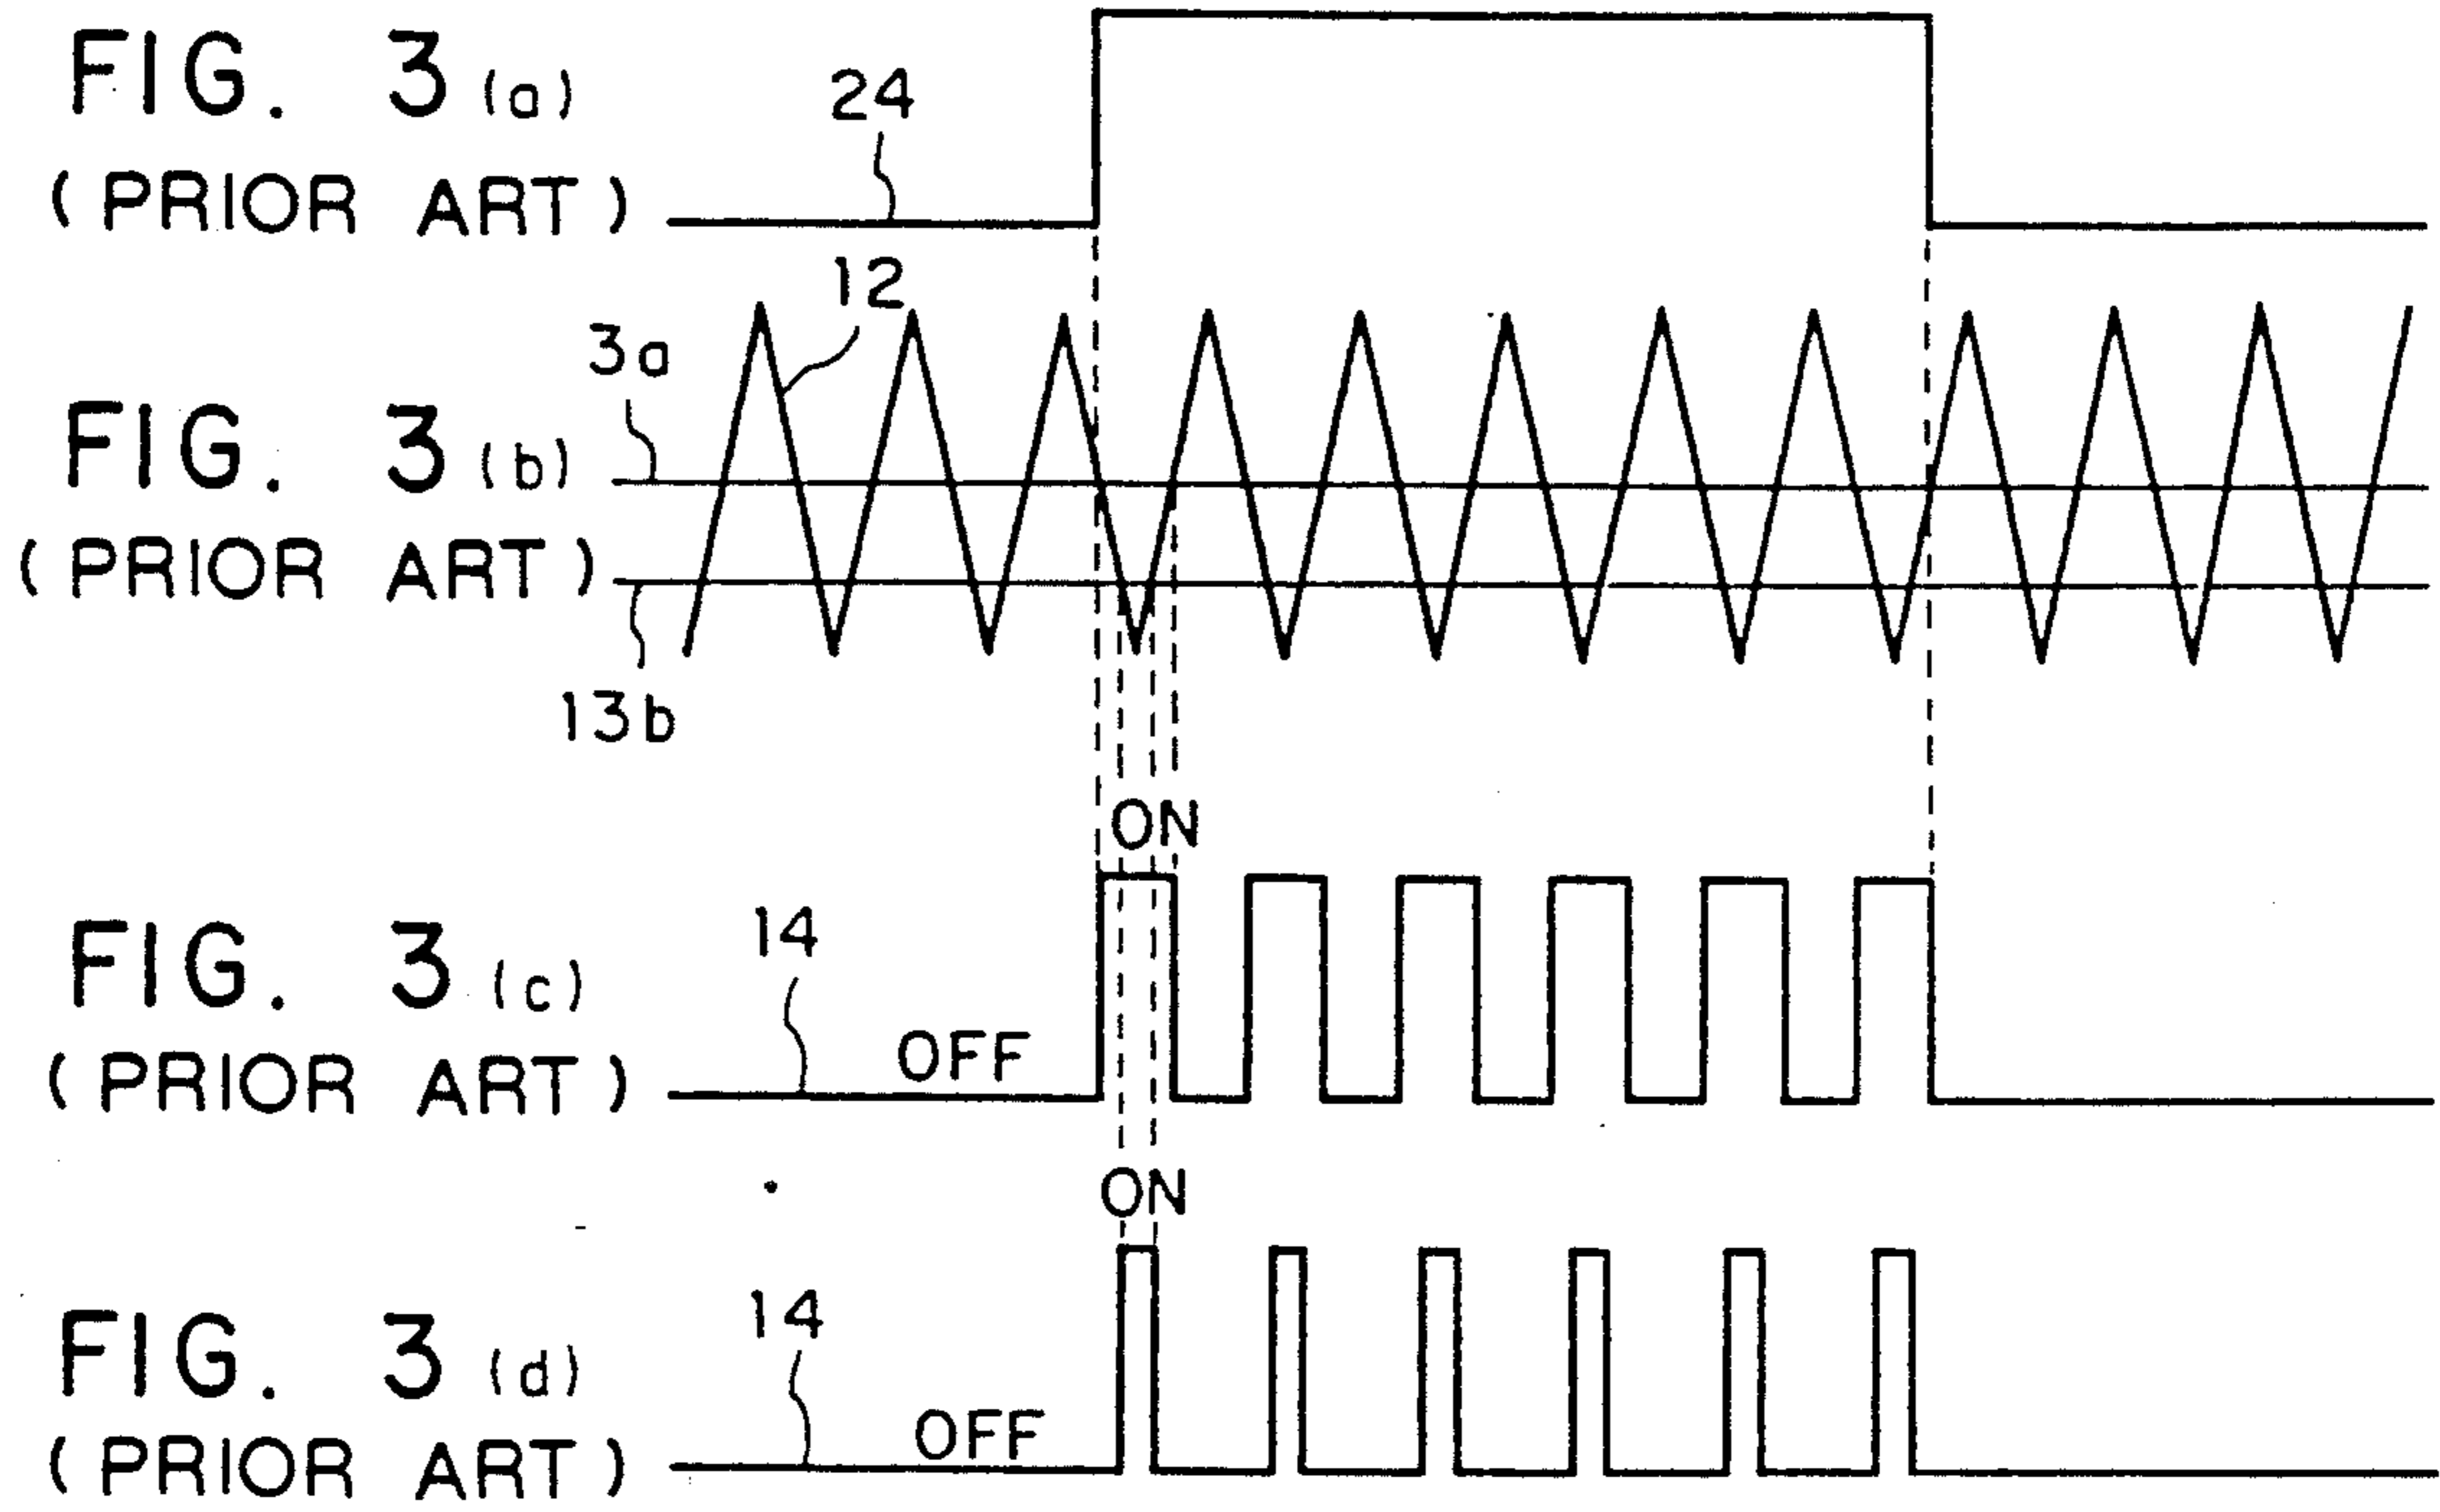 FIG. 3 (a)
(PRIOR ART)
24
12
3a
FIG. 3 (b)
(PRIOR ART)
13b
ON
14
FIG. 3 (c)
OFF
(PRIOR ART)
ON
14
FIG. 3 (d)
OFF
(PRIOR ART)